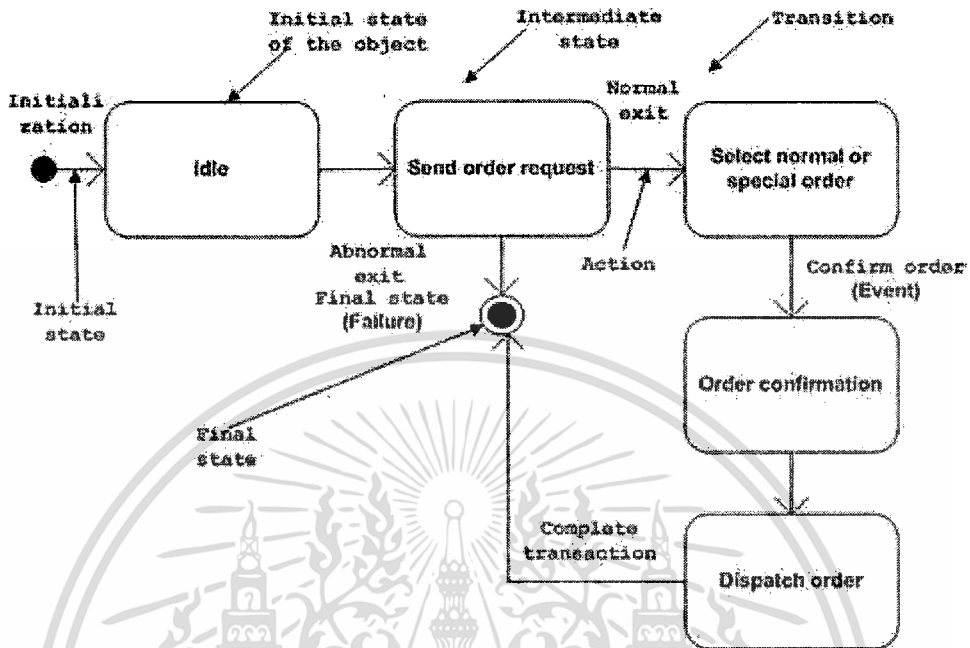 Initial state
of the object
Intermediate
state
Transition
Initiali
zation
Normal
exit
Idle
Send order request
Select normal or
special order
Initial
state
Abnormal
exit
Final state
(Failure)
Action
Confirm order
(Event)
Order confirmation
Final
state
Complete
transaction
Dispatch order